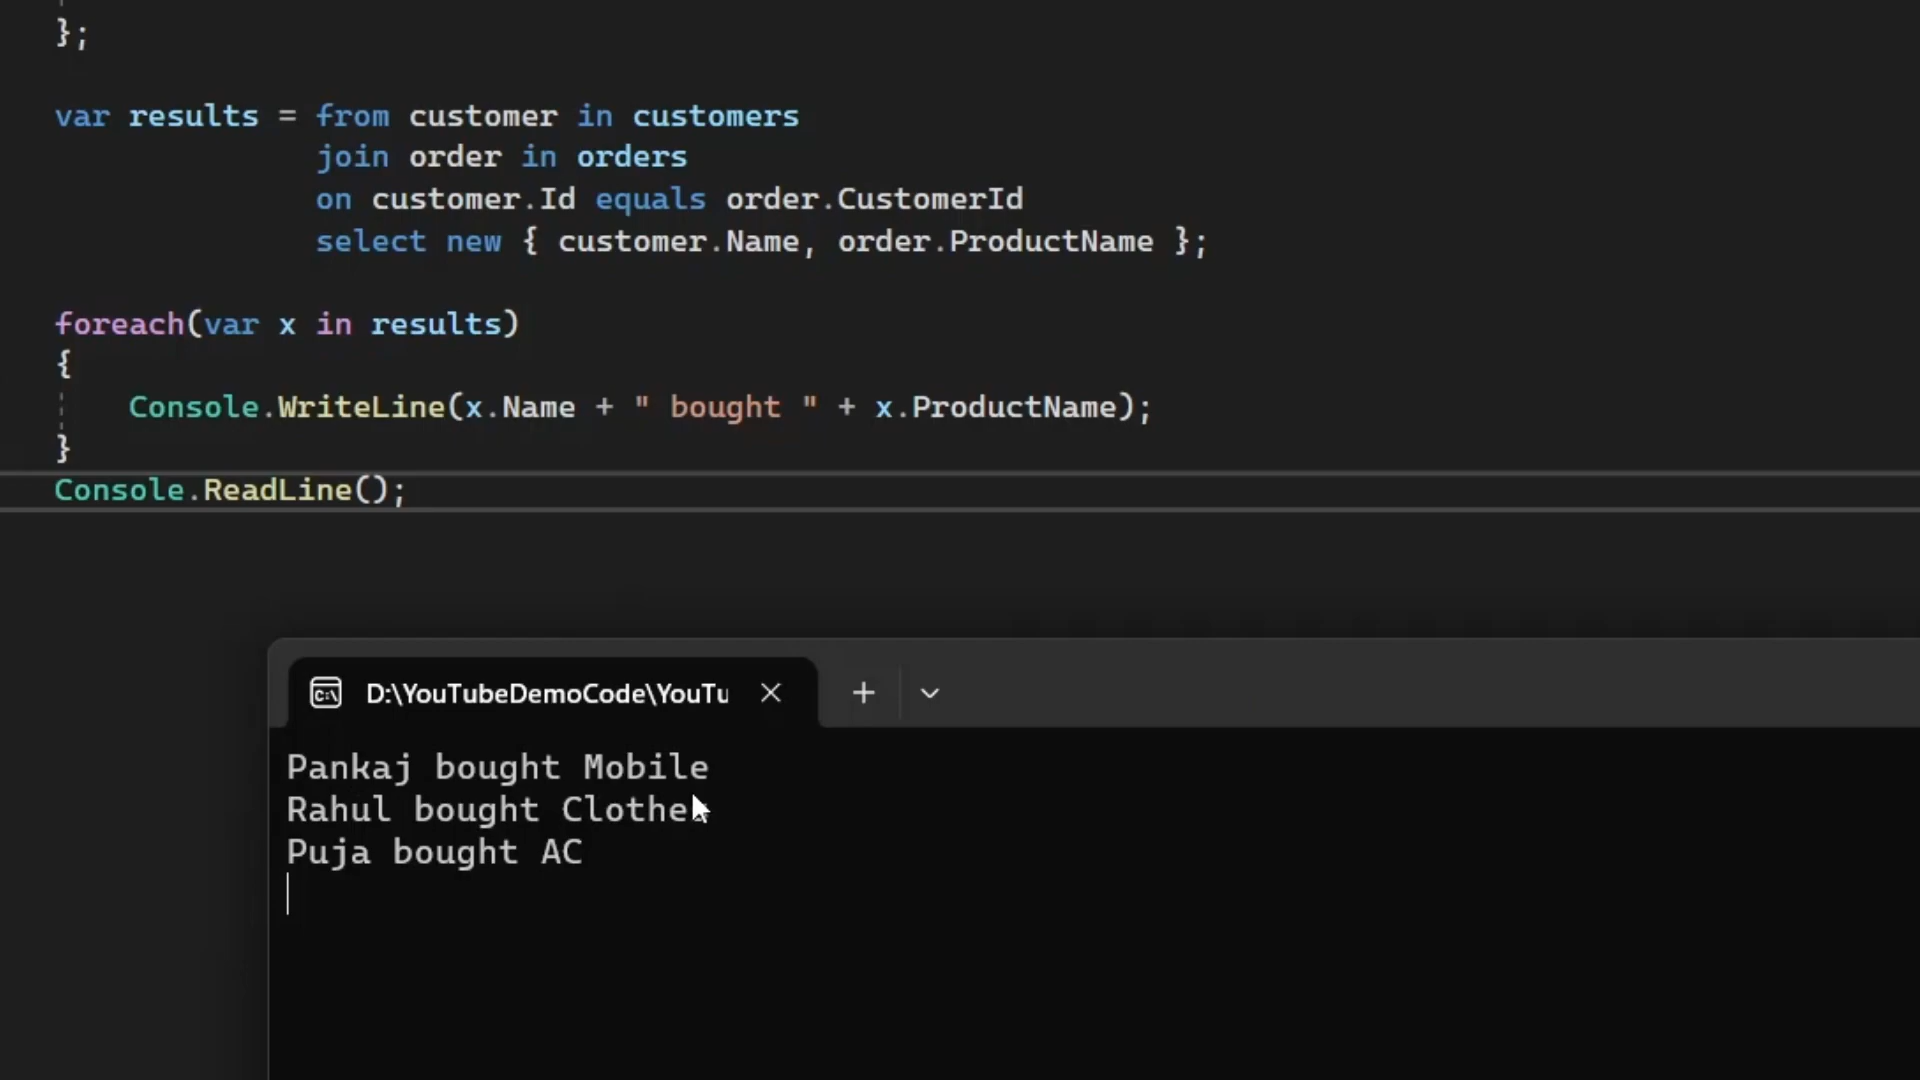 };
var results = from customer in customers
join order in orders
on customer.Id equals order.CustomerId
select new { customer.Name, order.ProductName };
foreach(var x in results)
{
Console.WriteLine(x.Name + " bought " + x.ProductName);
}
Console.ReadLine();
D:\YouTubeDemoCode\YouTu
Pankaj bought Mobile
Rahul bought Clothes
Puja bought AC